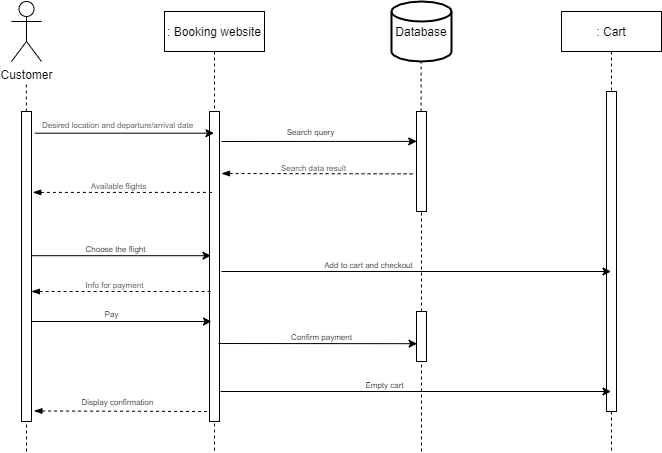 : Booking website
Database
: Cart
Customer
Desired location and departure/arrival date
Search query
Search data result
Available flights
Choose the flight
Add to cart and checkout
Info for payment
Pay
Confirm payment
Empty cart
Display confirmation